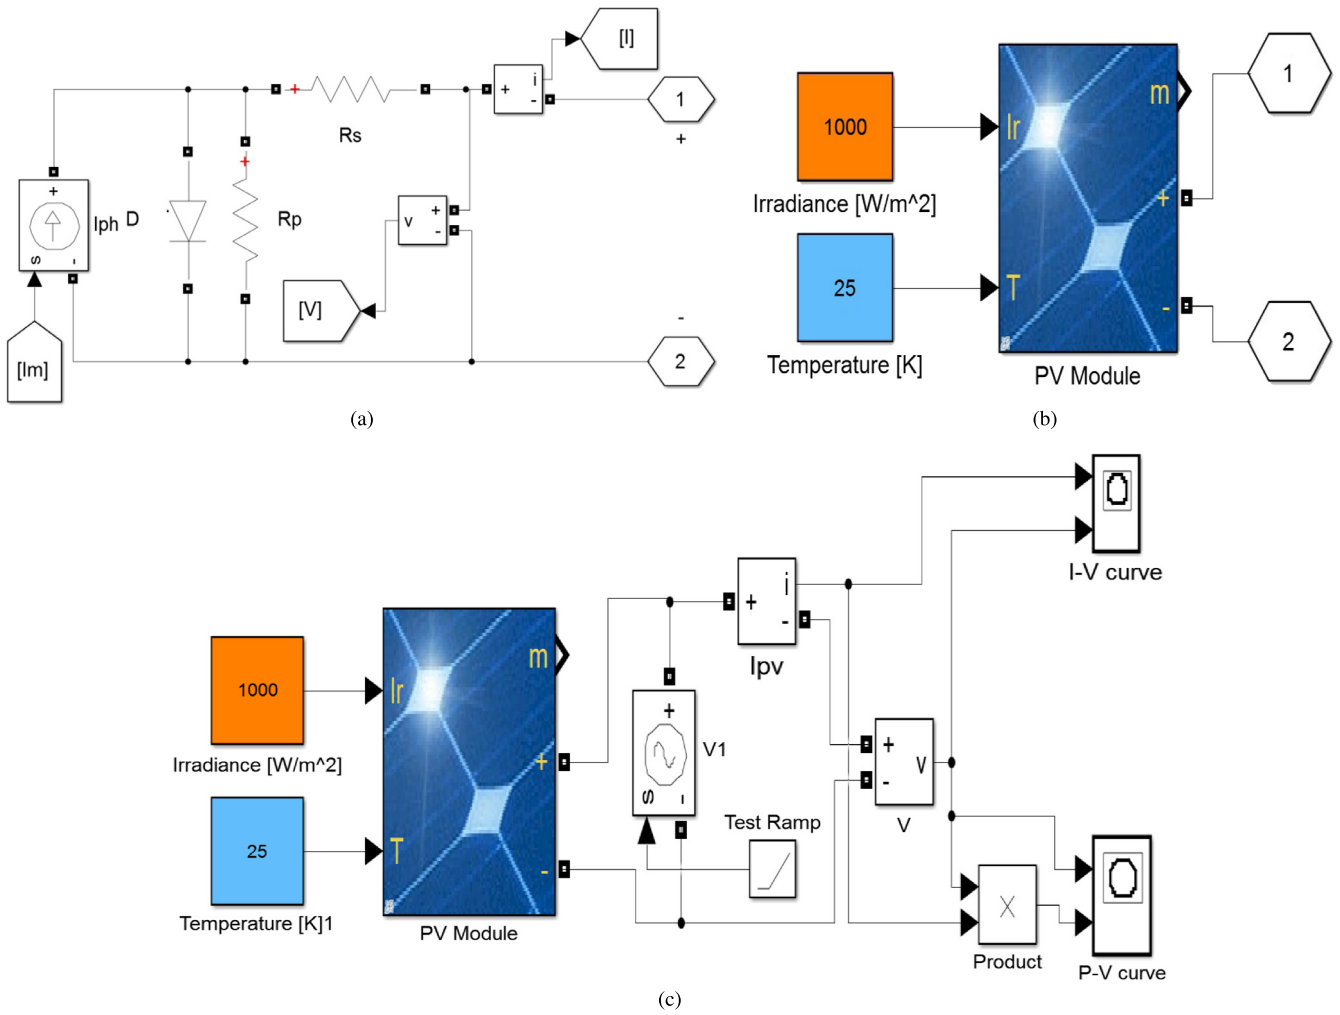 [I]
i
+
-
1
+
Rs
+
+
Iph
D
+
Rp
v
+
-
s
-
[V]
-
[Im]
2
(a)
1000
Irradiance [W/m^2]
25
Temperature [K]
Ir
m
+
T
-
PV Module
1
2
(b)
I-V curve
i
+
-
Ipv
1000
Irradiance [W/m^2]
25
Temperature [K]1
Ir
m
+
T
-
PV Module
+
V1
s
-
Test Ramp
+
v
-
V
X
Product
P-V curve
(c)